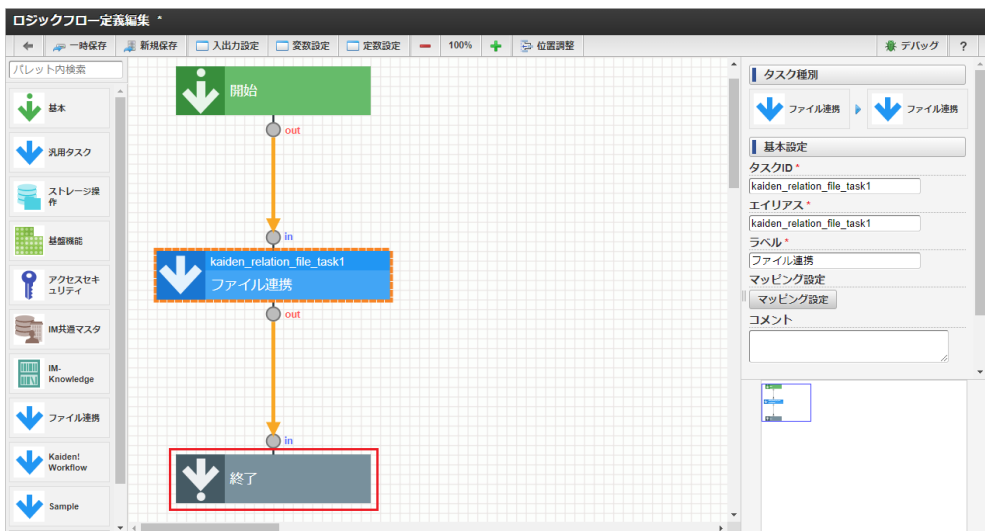 ロジックフロー定義編集 *
一時保存 新規保存 入出力設定 変数設定 定数設定 100% 位置調整 デバッグ ?
パレット内検索
基本
汎用タスク
ストレージ操
作
基盤機能
アクセスセキ
ュリティ
IM共通マスタ
IM-
Knowledge
ファイル連携
Kaiden!
Workflow
Sample
開始
out
in
kaiden_relation_file_task1
ファイル連携
out
in
終了
タスク種別
ファイル連携 ファイル連携
基本設定
タスクID *
kaiden_relation_file_task1
エイリアス *
kaiden_relation_file_task1
ラベル *
ファイル連携
マッピング設定
マッピング設定
コメント